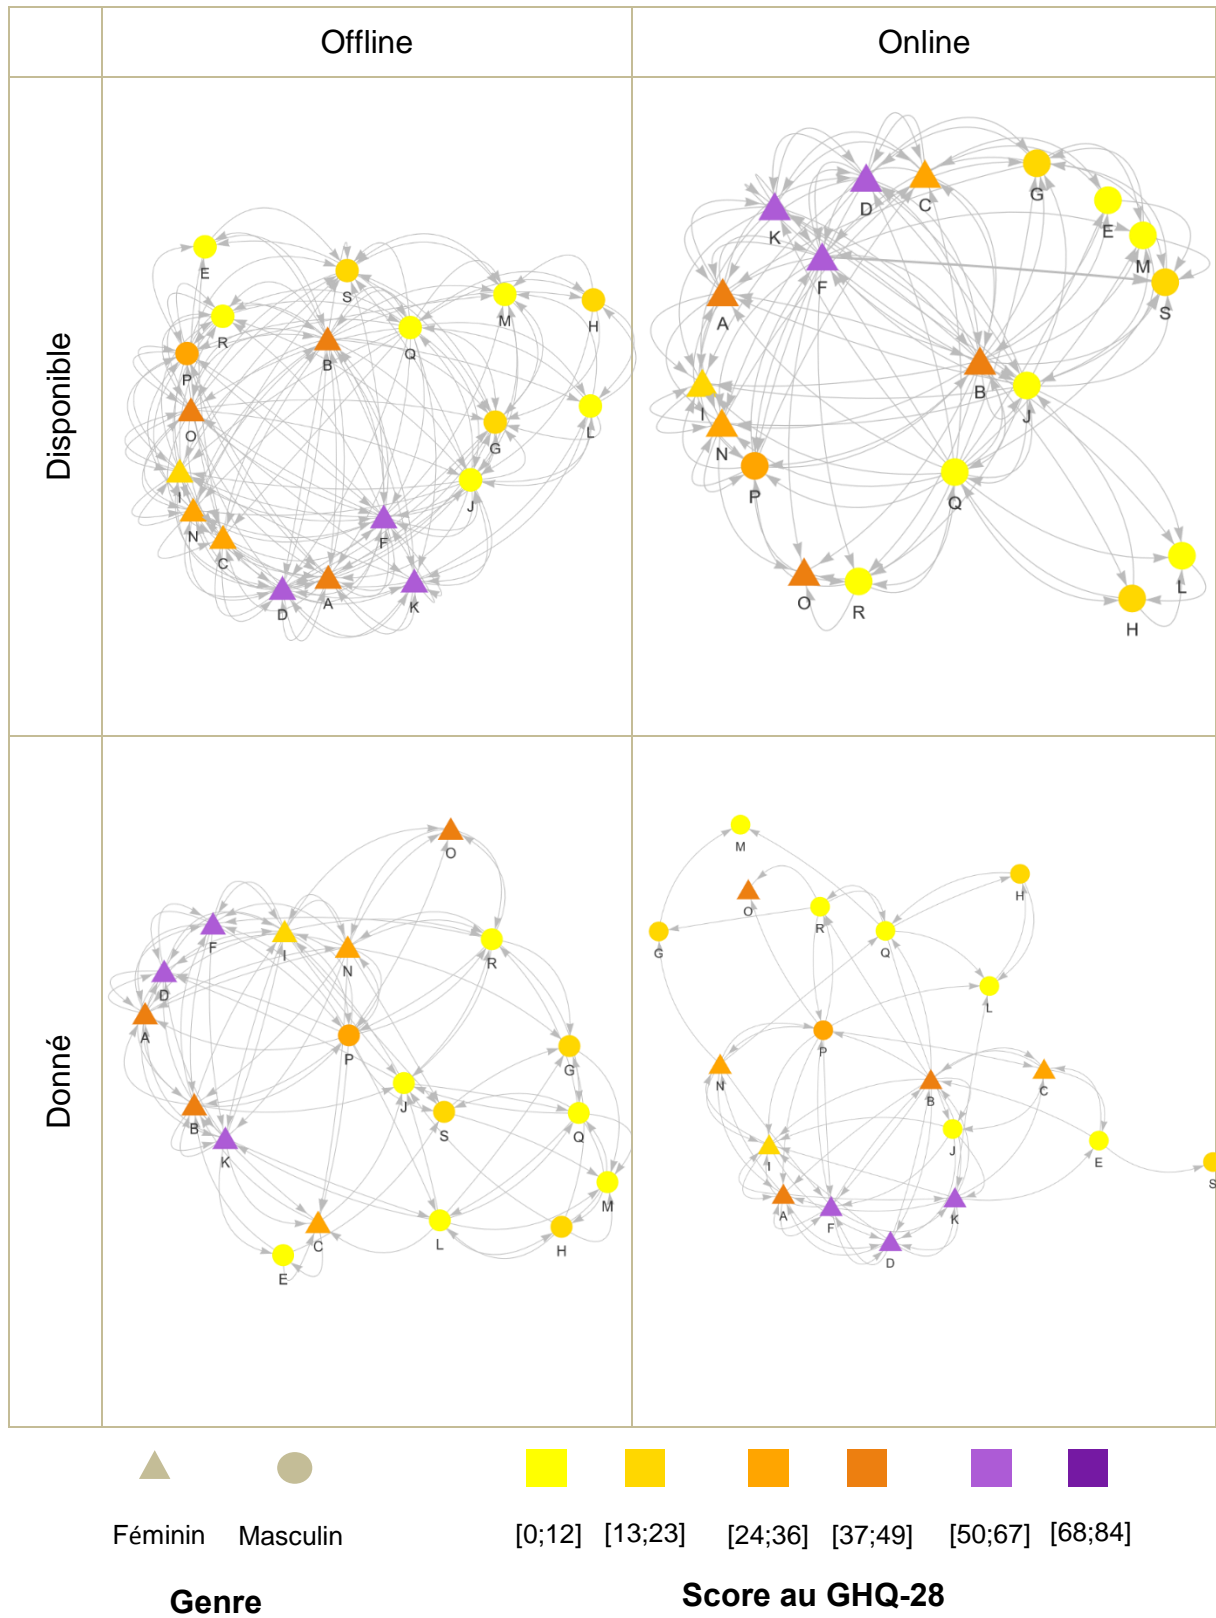 Offline Online
Disponible
E
S
R
M
H
P
B
Q
O
L
G
I
J
N
F
C
D
A
K
G
D
C
E
K
M
F
S
A
B
I
J
N
P
Q
O
R
L
H
Donné
O
F
I
N
R
D
A
P
G
J
S
Q
B
K
M
C
L
H
E
M
H
O
R
G
Q
L
P
N
B
C
J
E
I
S
A
F
K
D
Féminin Masculin [0;12] [13;23] [24;36] [37;49] [50;67] [68;84]
Genre Score au GHQ-28